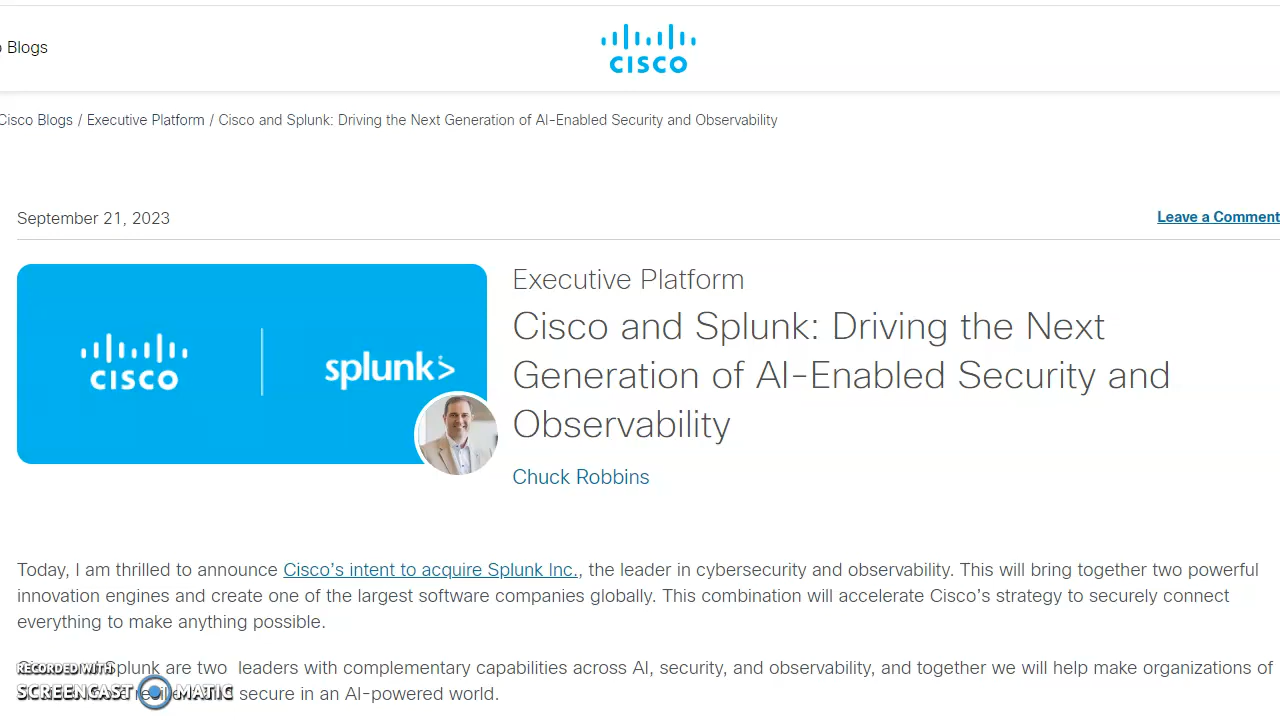 Blogs
CISCO
Cisco Blogs / Executive Platform / Cisco and Splunk: Driving the Next Generation of AI-Enabled Security and Observability
September 21, 2023
Leave a Comment
CISCO
splunk>
Executive Platform
Cisco and Splunk: Driving the Next
Generation of AI-Enabled Security and
Observability
Chuck Robbins
Today, I am thrilled to announce Cisco's intent to acquire Splunk Inc., the leader in cybersecurity and observability. This will bring together two powerful
innovation engines and create one of the largest software companies globally. This combination will accelerate Cisco's strategy to securely connect
everything to make anything possible.
Splunk are two leaders with complementary capabilities across AI, security, and observability, and together we will help make organizations of
secure in an AI-powered world.
RECORDED WITH
SCREENCAST MATIC